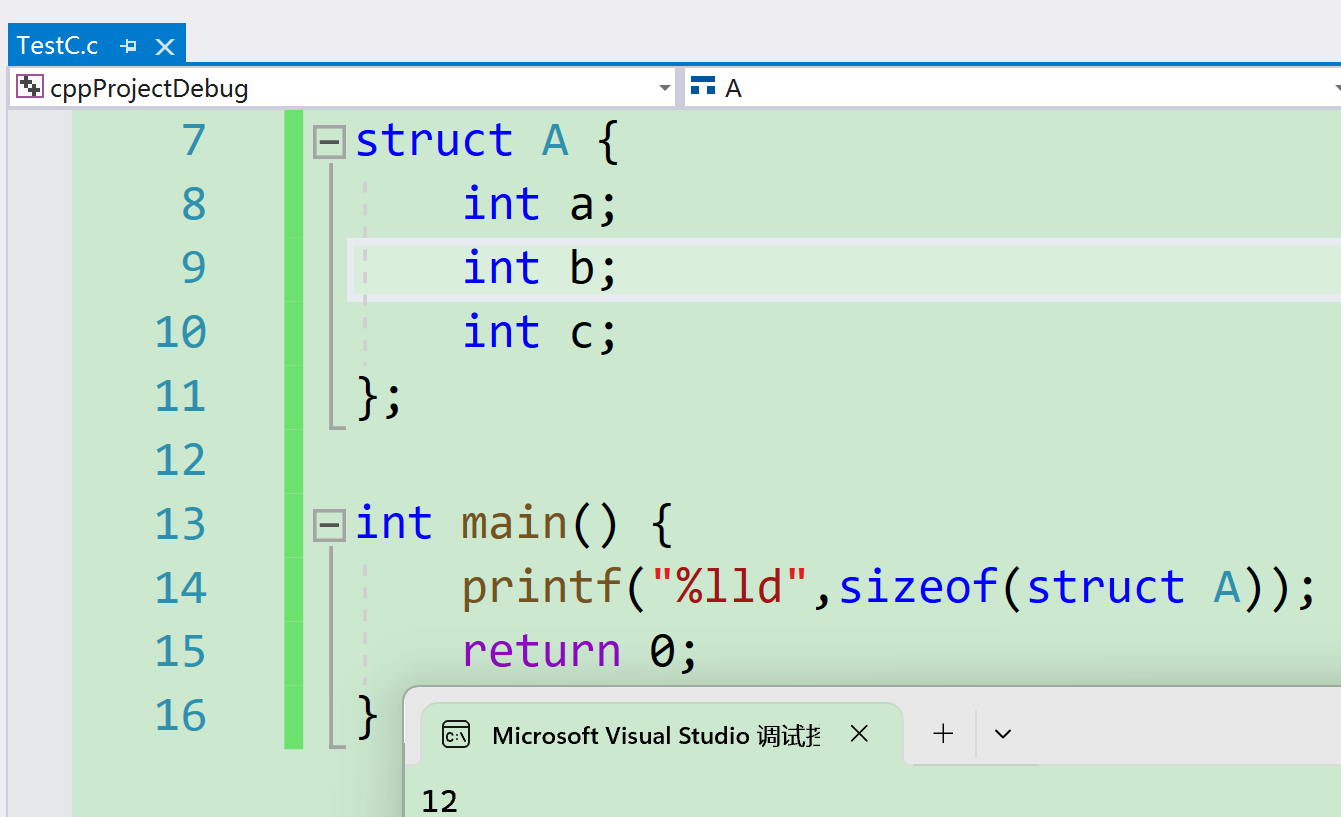 TestC.c
cppProjectDebug
A
7 struct A {
8 int a;
9 int b;
10 int c;
11 };
12
13 int main() {
14 printf("%lld",sizeof(struct A));
15 return 0;
16 }
Microsoft Visual Studio 调试控
12